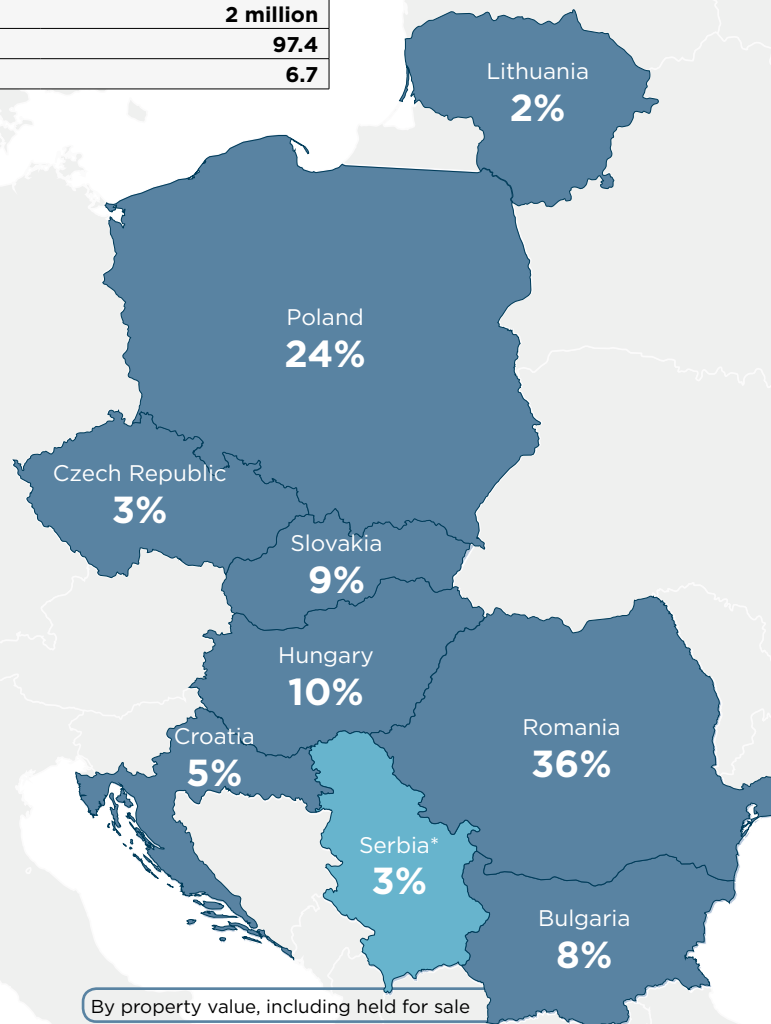 2 million
97.4
6.7
Lithuania
2%
Poland
24%
Czech Republic
3%
Slovakia
9%
Hungary
10%
Croatia
5%
Romania
36%
Serbia*
3%
Bulgaria
8%
By property value, including held for sale